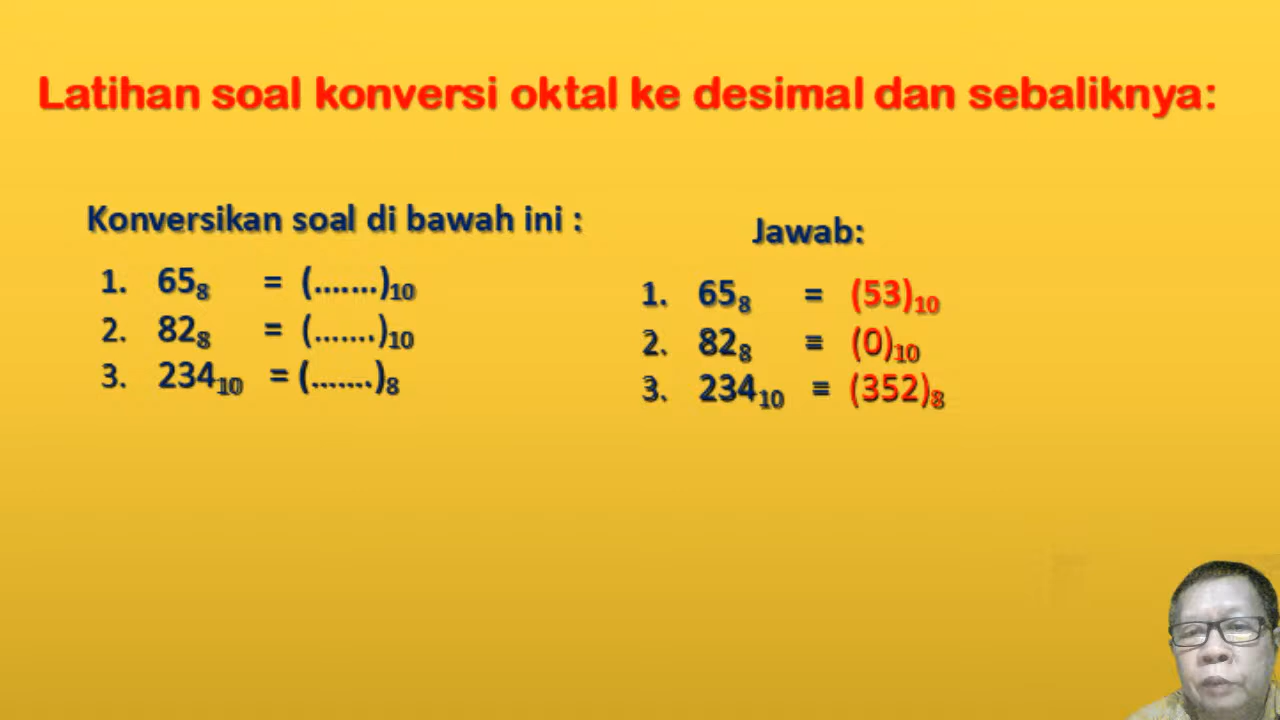 Latihan soal konversi oktal ke desimal dan sebaliknya:
Konversikan soal di bawah ini :
1. 65₈ = (.......)₁₀
2. 82₈ = (.......)₁₀
3. 234₁₀ = (.......)₈
Jawab:
1. 65₈ = (53)₁₀
2. 82₈ = (0)₁₀
3. 234₁₀ = (352)₈